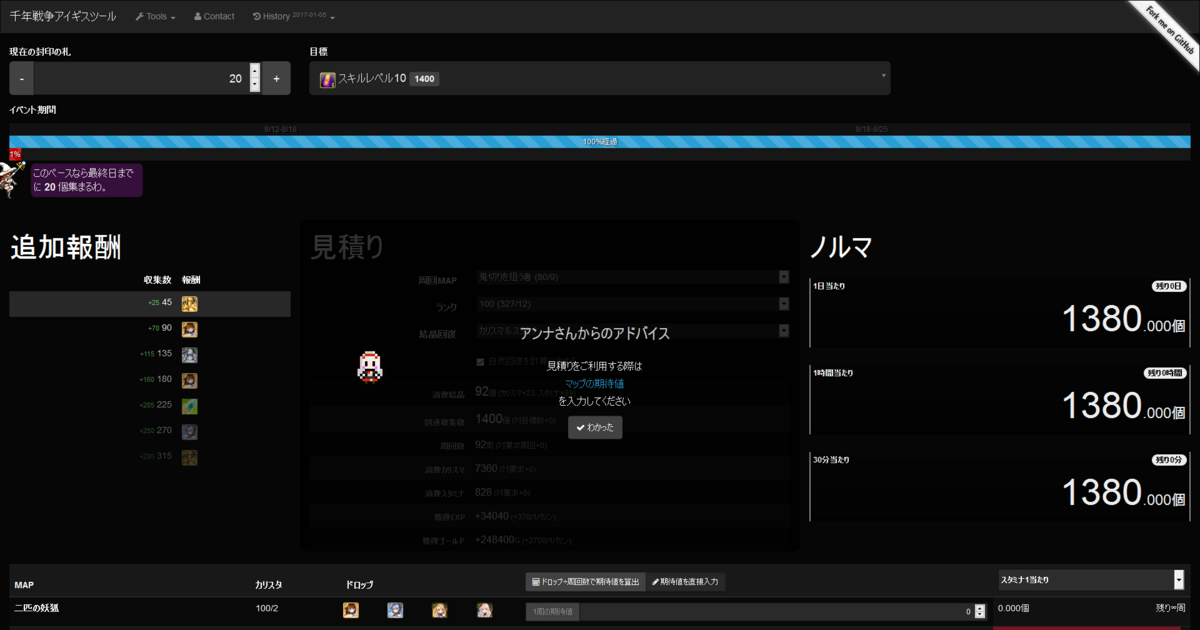 千年戦争アイギスツール Tools Contact History 2017-01-05
Fork me on GitHub
現在の封印の札 目標
- 20 + スキルレベル10 1400
イベント期間
8/12-8/18 8/18-8/25
100%経過
1%
このペースなら最終日まで
に 20 個集まるわ。
追加報酬 見積り ノルマ
収集数 報酬
+25 45
+70 90
+115 135
+160 180
+205 225
+250 270
+295 315
周回MAP 鬼切りを狙う者 (80/9)
ランク 100 (327/12)
結晶回復 カリスマ&ス
アンナさんからのアドバイス
見積りをご利用する際は
マップの期待値
を入力してください
わかった
自然回復を計算
消費結晶 92個
到達収集数 1400個
周回数 92周
消費カリスマ 7360
消費スタミナ 828
獲得EXP +34040
獲得ゴールド +248400G
1日当たり 残り0日
1380.000個
1時間当たり 残り0時間
1380.000個
30分当たり 残り0分
1380.000個
MAP カリスタ ドロップ ドロップ÷周回数で期待値を算出 期待値を直接入力 スタミナ1当たり
二匹の妖狐 100/2 1周の期待値 0 0.000個 残り∞周